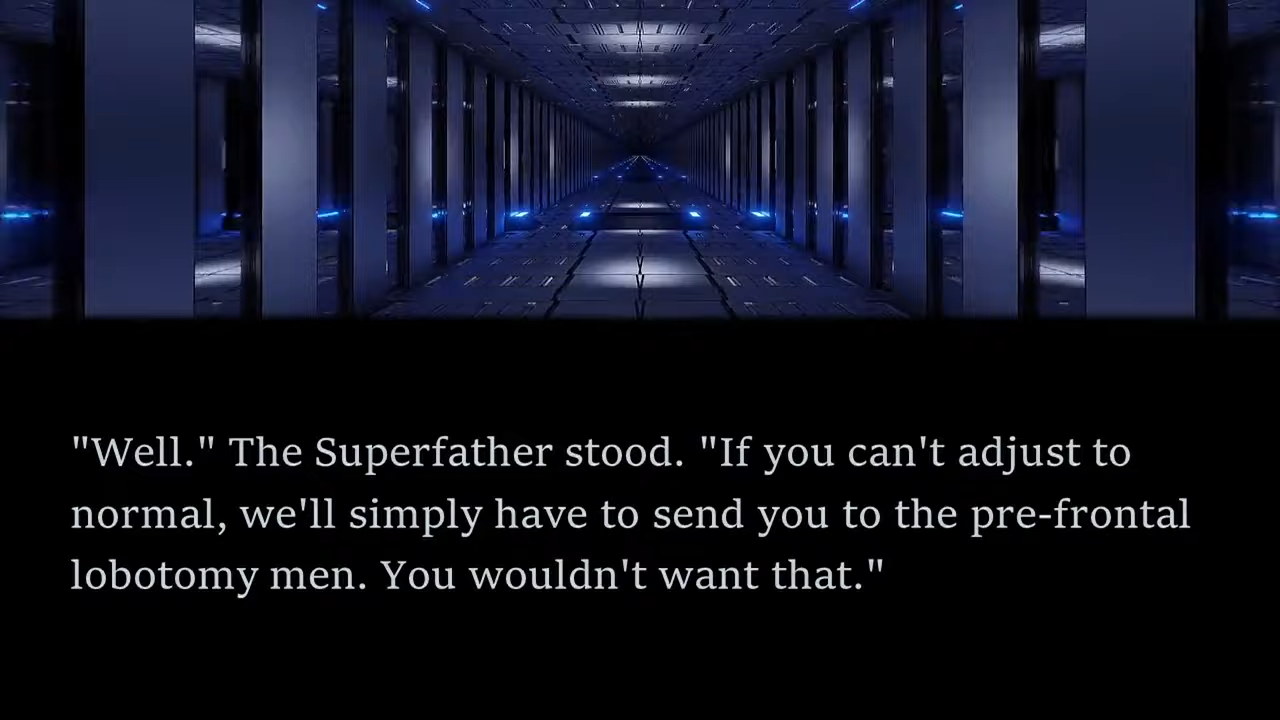 "Well." The Superfather stood. "If you can't adjust to
normal, we'll simply have to send you to the pre-frontal
lobotomy men. You wouldn't want that."